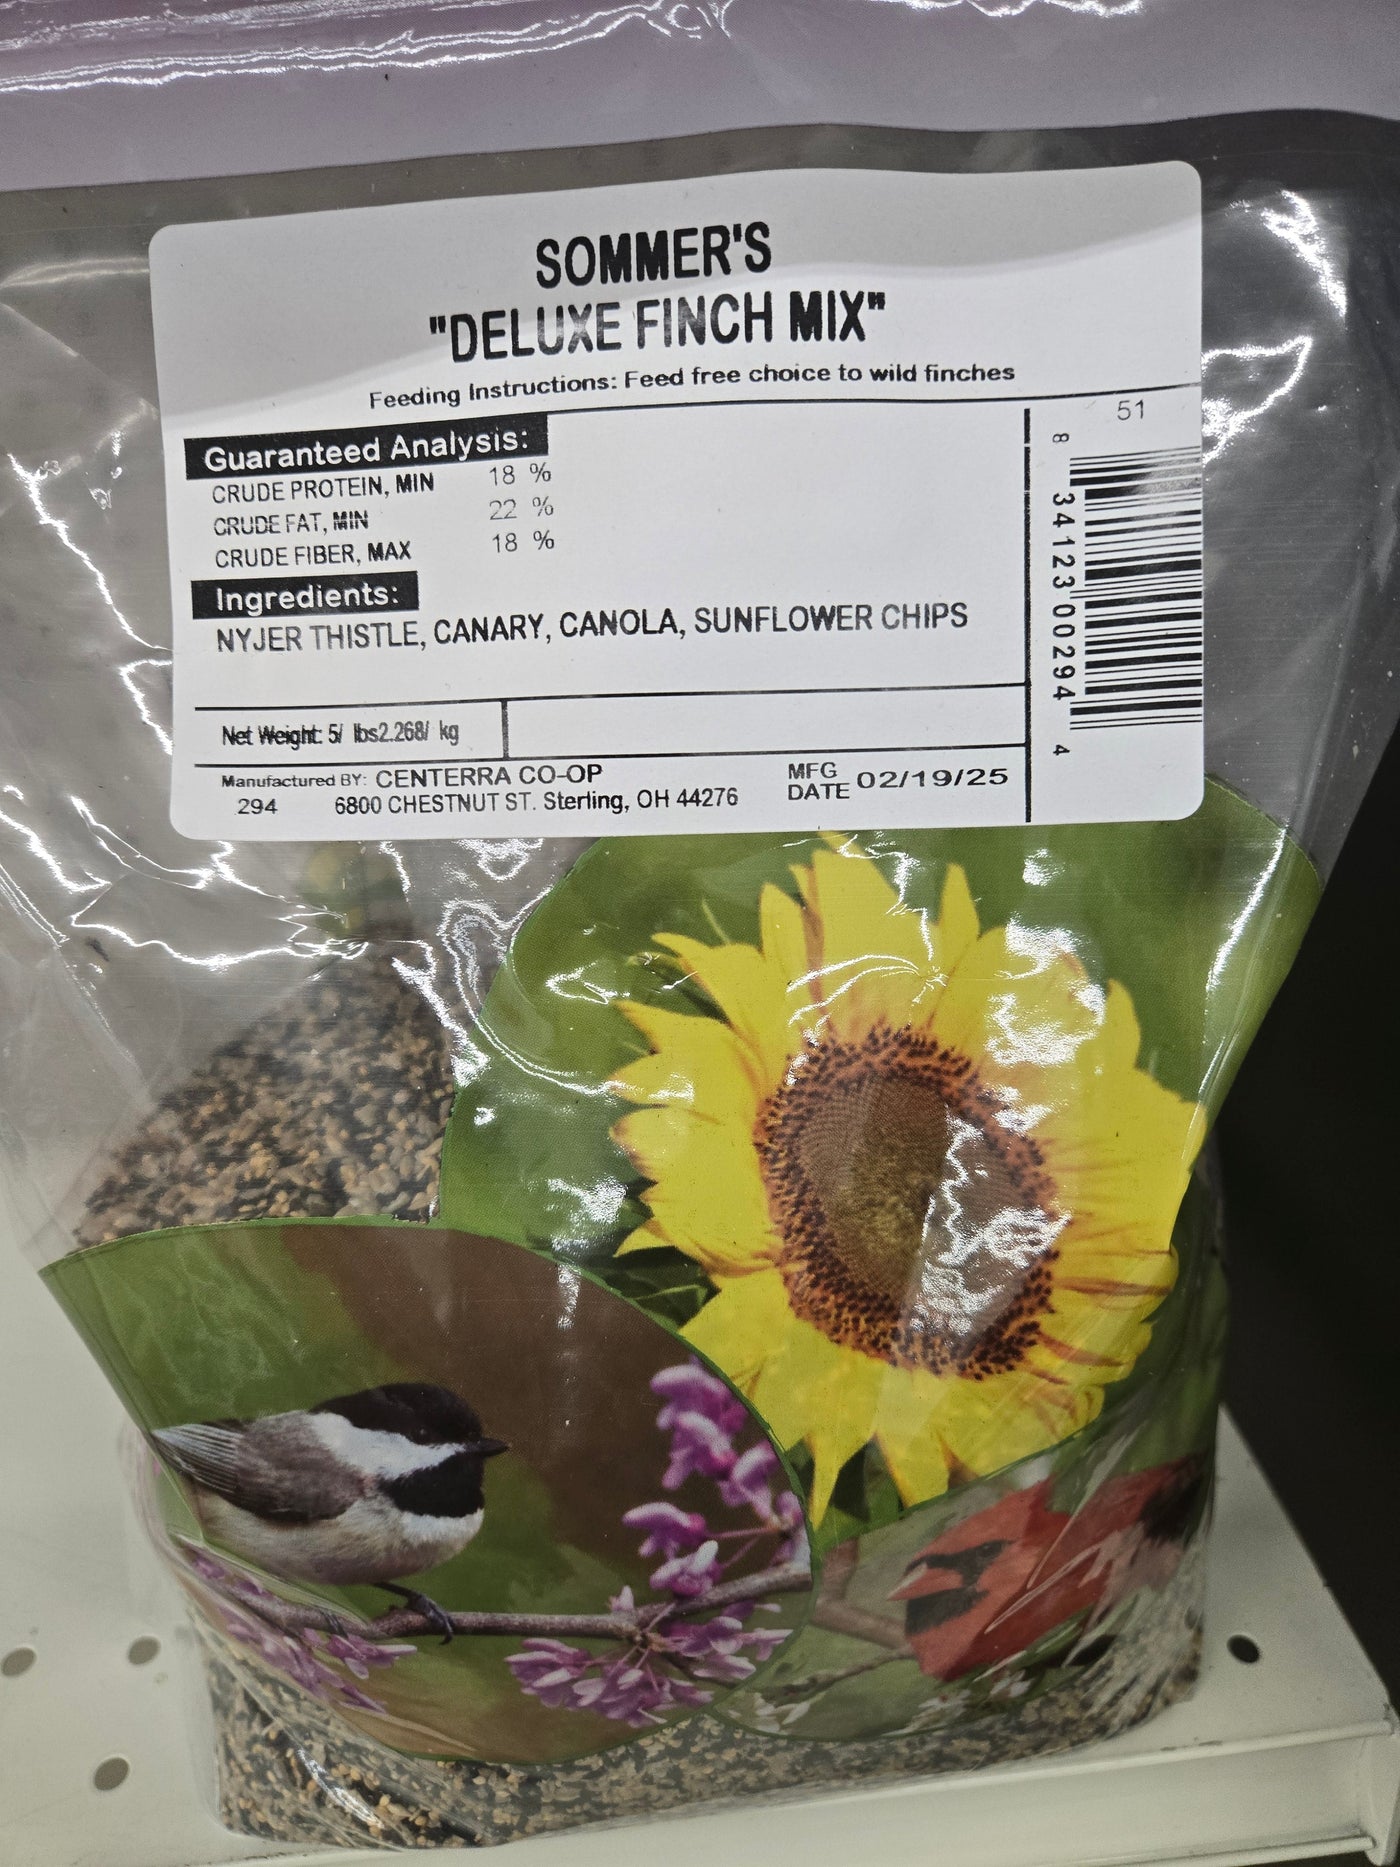 SOMMER'S
"DELUXE FINCH MIX"
Feeding Instructions: Feed free choice to wild finches
Guaranteed Analysis:
CRUDE PROTEIN, MIN 18 %
CRUDE FAT, MIN 22 %
CRUDE FIBER, MAX 18 %
Ingredients:
NYJER THISTLE, CANARY, CANOLA, SUNFLOWER CHIPS
Net Weight: 5/ lbs2.268/ kg
Manufactured BY: CENTERRA CO-OP
294 6800 CHESTNUT ST. Sterling, OH 44276
MFG DATE 02/19/25
51
8 34123 00294 4